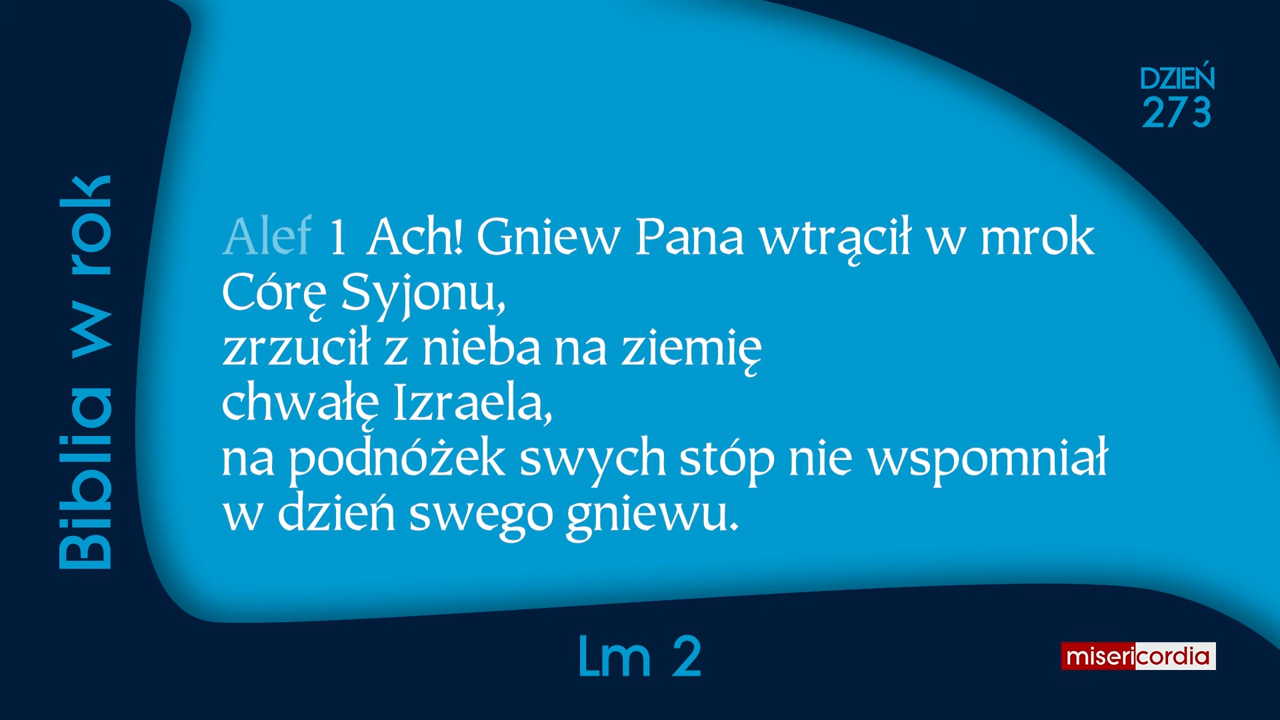 DZIEŃ
273
Biblia w rok
Alef 1 Ach! Gniew Pana wtrącił w mrok
Córę Syjonu,
zrzucił z nieba na ziemię
chwałę Izraela,
na podnóżek swych stóp nie wspomniał
w dzień swego gniewu.
Lm 2
misericordia